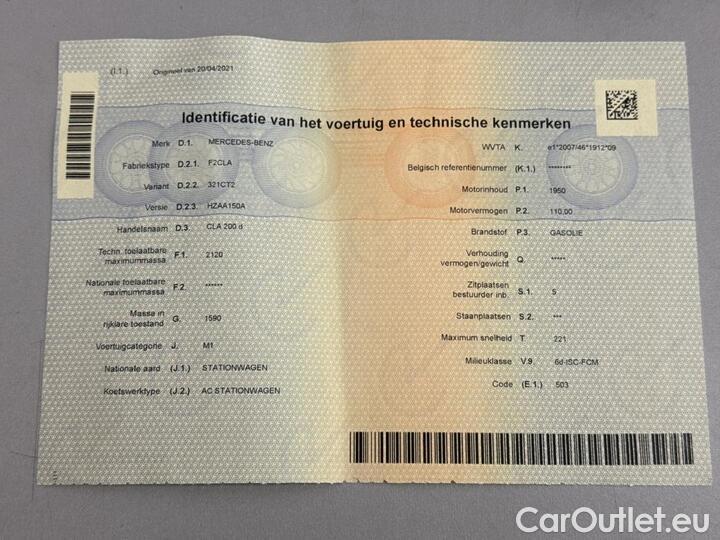 (I.1.) Origineel van 20/04/2021
Identificatie van het voertuig en technische kenmerken
Merk D.1. MERCEDES-BENZ
Fabriekstype D.2.1. F2CLA
Variant D.2.2. 321CT2
Versie D.2.3. HZAA150A
Handelsnaam D.3. CLA 200 d
Techn. toelaatbare
maximummassa F.1. 2120
Nationale toelaatbare
maximummassa F.2. ******
Massa in
rijklare toestand G. 1590
Voertuigcategorie J. M1
Nationale aard (J.1.) STATIONWAGEN
Koetswerktype (J.2.) AC STATIONWAGEN
WVTA K. e1*2007/46*1912*09
Belgisch referentienummer (K.1.) ********
Motorinhoud P.1. 1950
Motorvermogen P.2. 110,00
Brandstof P.3. GASOLIE
Verhouding
vermogen/gewicht Q. *****
Zitplaatsen
bestuurder inb. S.1. 5
Staanplaatsen S.2. ***
Maximum snelheid T. 221
Milieuklasse V.9. 6d-ISC-FCM
Code (E.1.) 503
CarOutlet.eu